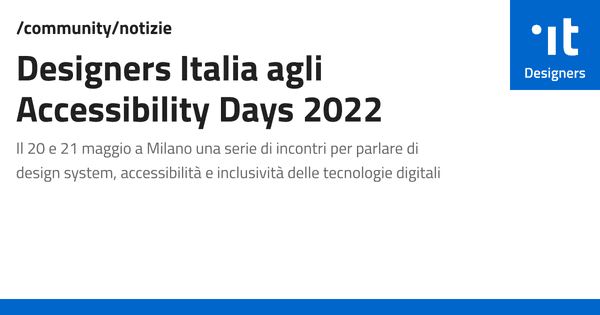 /community/notizie
Designers Italia agli
Accessibility Days 2022
Il 20 e 21 maggio a Milano una serie di incontri per parlare di
design system, accessibilità e inclusività delle tecnologie digitali
it
Designers